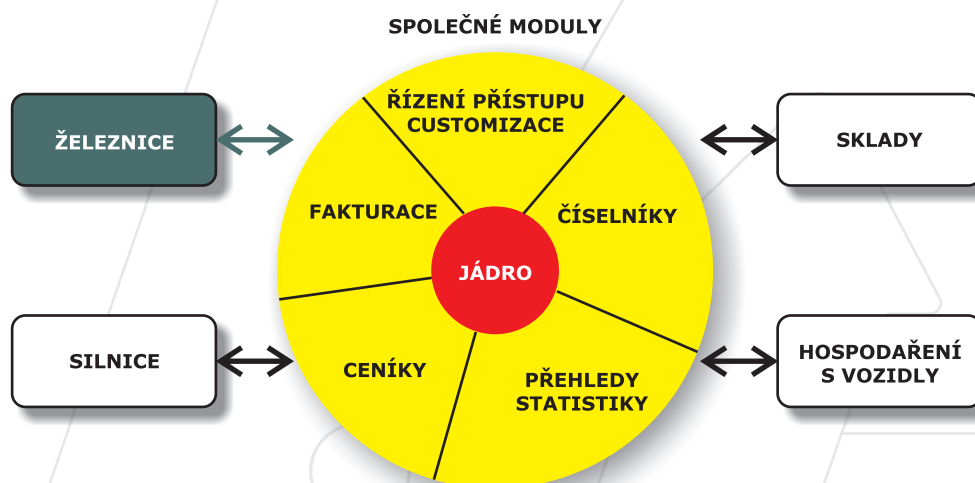 SPOLEČNÉ MODULY
ŘÍZENÍ PŘÍSTUPU
CUSTOMIZACE
ŽELEZNICE
SKLADY
FAKTURACE
ČÍSELNÍKY
JÁDRO
SILNICE
CENÍKY
PŘEHLEDY
STATISTIKY
HOSPODAŘENÍ
S VOZIDLY